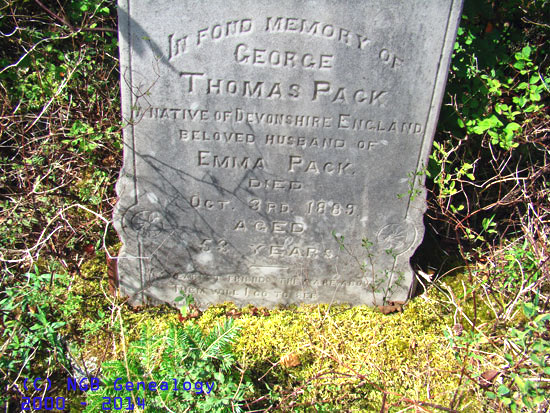 IN FOND MEMORY OF
GEORGE
THOMAS PACK
NATIVE OF DEVONSHIRE ENGLAND
BELOVED HUSBAND OF
EMMA PACK.
DIED
OCT. 3RD. 1889
AGED
53 YEARS
(C) NGB Genealogy
2000 - 2014